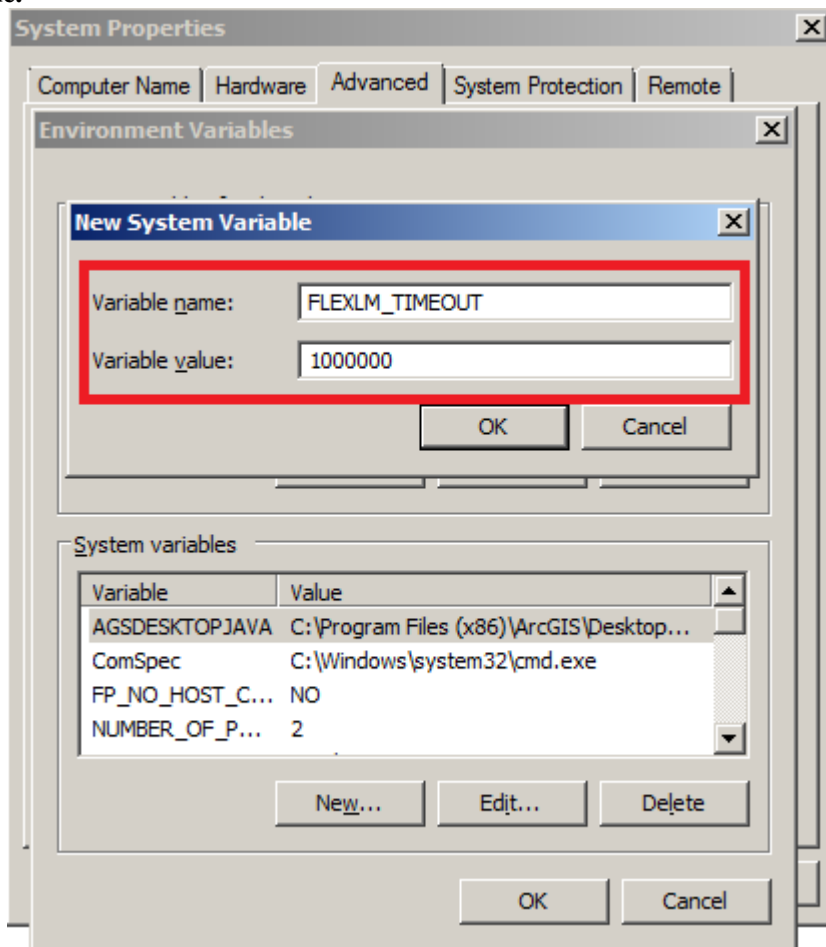 System Properties
Computer Name Hardware Advanced System Protection Remote
Environment Variables
New System Variable
Variable name: FLEXLM_TIMEOUT
Variable value: 1000000
OK Cancel
System variables
Variable Value
AGSDESKTOPJAVA C:\Program Files (x86)\ArcGIS\Desktop...
ComSpec C:\Windows\system32\cmd.exe
FP_NO_HOST_C... NO
NUMBER_OF_P... 2
New... Edit... Delete
OK Cancel